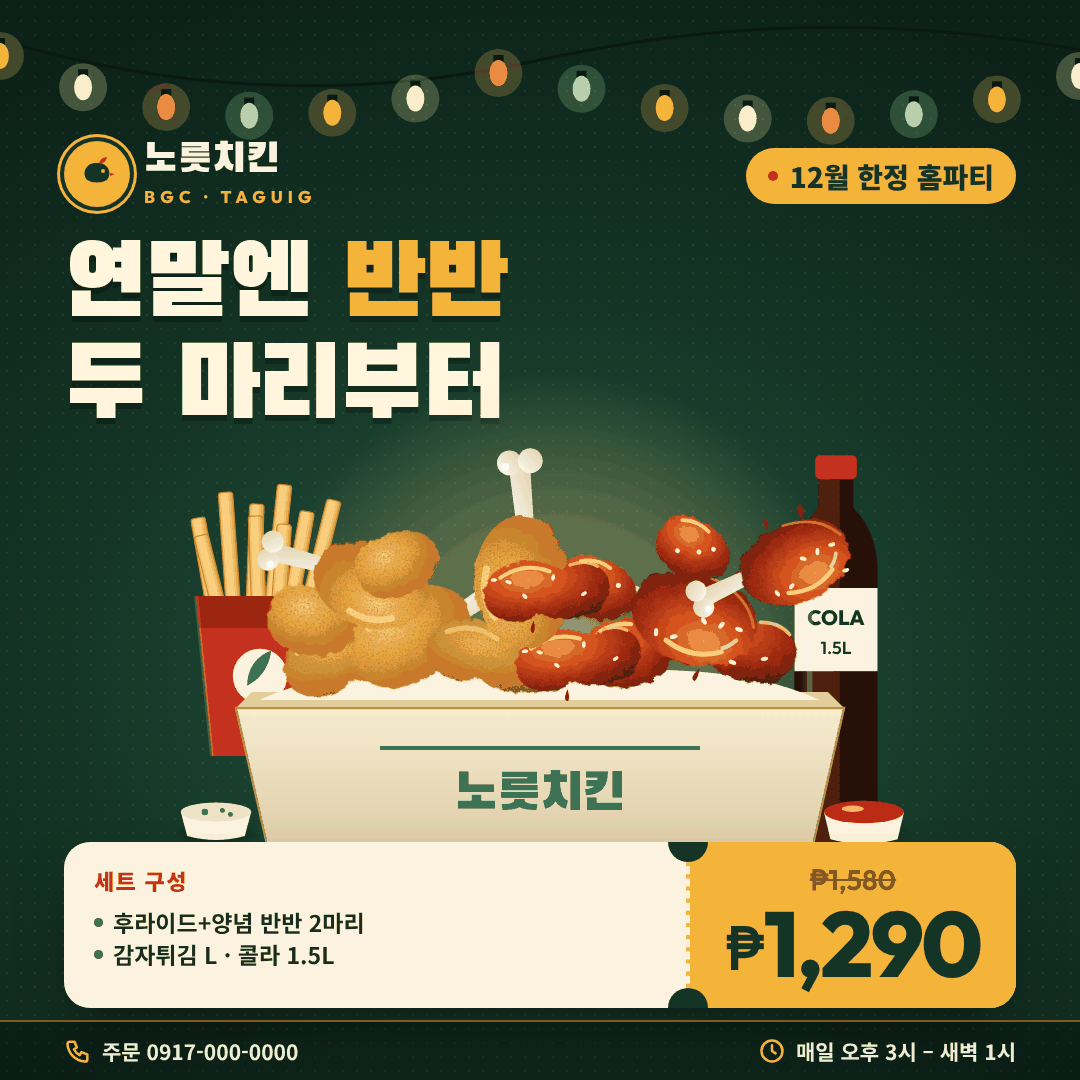 노릇치킨
BGC · TAGUIG
12월 한정 홈파티
연말엔 반반
두 마리부터
COLA
1.5L
노릇치킨
세트 구성
후라이드+양념 반반 2마리
감자튀김 L · 콜라 1.5L
₱1,580
₱1,290
주문 0917-000-0000
매일 오후 3시 – 새벽 1시